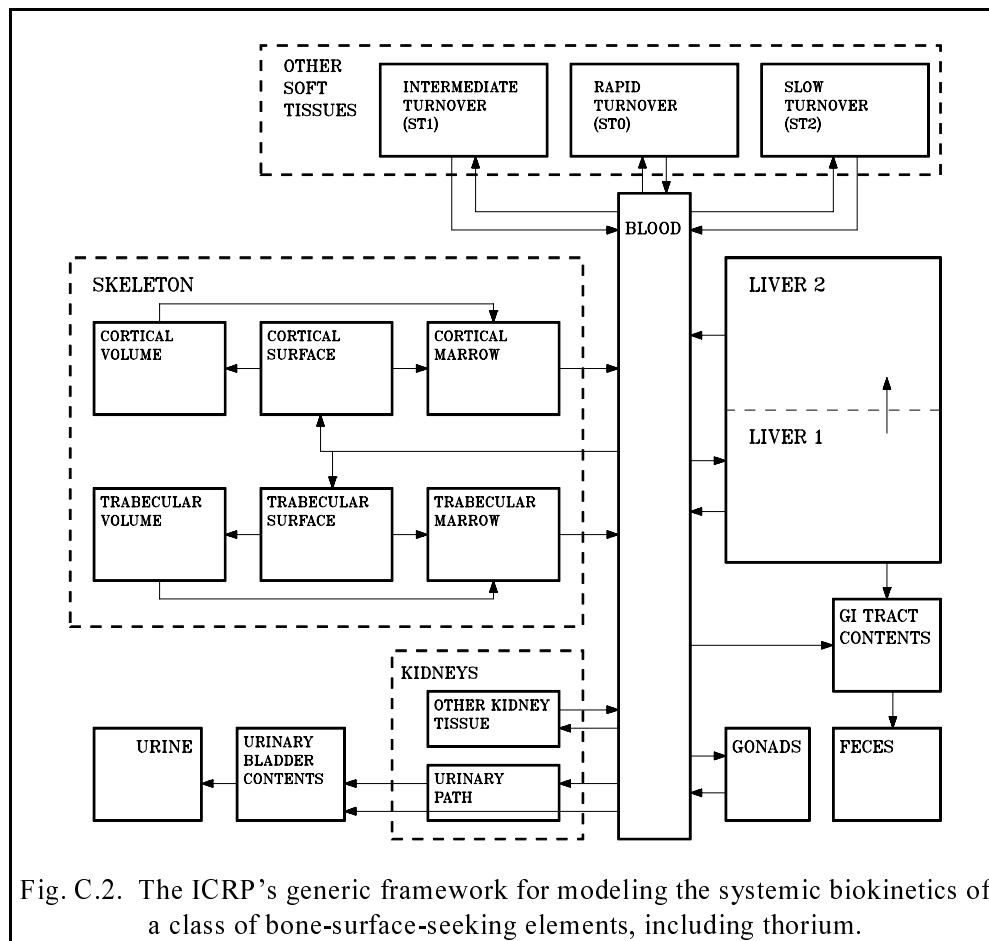 OTHER
SOFT
TISSUES
INTERMEDIATE
TURNOVER
(ST1)
RAPID
TURNOVER
(ST0)
SLOW
TURNOVER
(ST2)
BLOOD
SKELETON
CORTICAL
VOLUME
CORTICAL
SURFACE
CORTICAL
MARROW
TRABECULAR
VOLUME
TRABECULAR
SURFACE
TRABECULAR
MARROW
LIVER 2
LIVER 1
GI TRACT
CONTENTS
KIDNEYS
OTHER KIDNEY
TISSUE
URINARY
PATH
URINE
URINARY
BLADDER
CONTENTS
GONADS
FECES
Fig. C.2. The ICRP's generic framework for modeling the systemic biokinetics of
a class of bone-surface-seeking elements, including thorium.